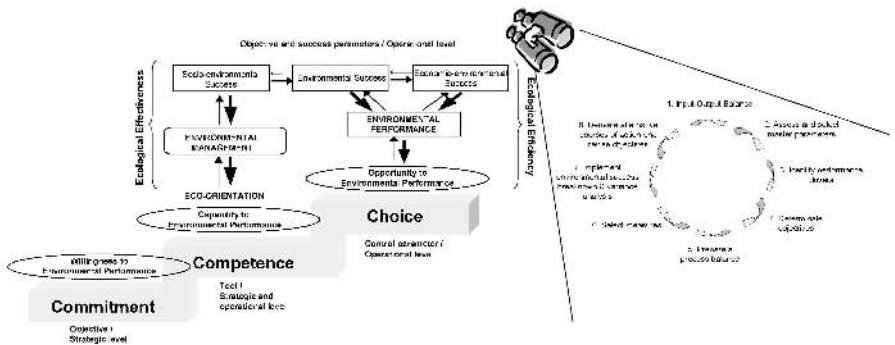 Objective and success parameters / Operational level
Ecological Effectiveness
Socio-environmental
Success
Environmental Success
Economic-environmental
Success
Ecological Efficiency
ENVIRONMENTAL
MANAGEMENT
ENVIRONMENTAL
PERFORMANCE
ECO-ORIENTATION
Opportunity to
Environmental Performance
Capability to
Environmental Performance
Choice
Control parameter /
Operational level
Willingness to
Environmental Performance
Competence
Tool /
Strategic and
operational level
Commitment
Objective /
Strategic level
1. Input-Output Balance
2. Assess and select
master parameters
3. Identify performance
drivers
4. Determinate
objectives
5. Prepare a
process balance
6. Select measures
7. Implement
environmental success
breakdown & variance
analysis
courses of action and
objectives